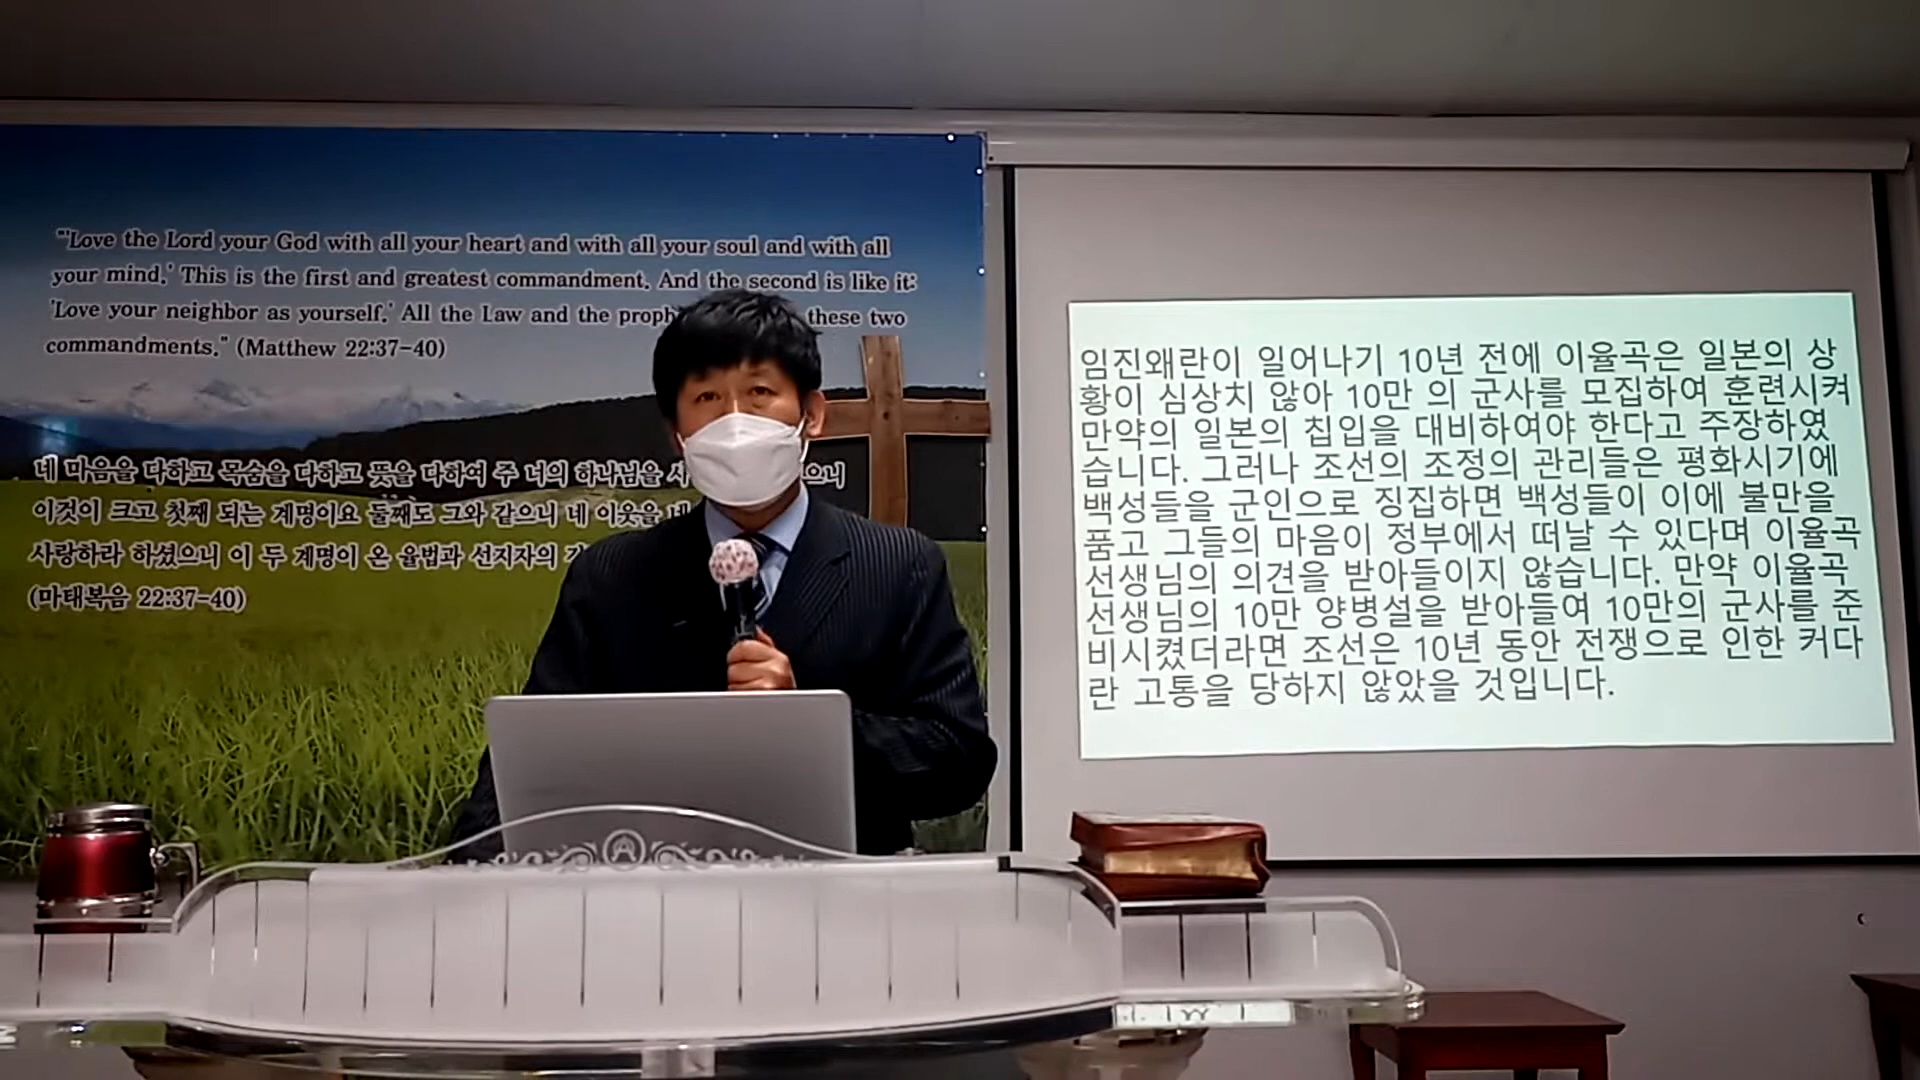 "'Love the Lord your God with all your heart and with all your soul and with all
your mind.' This is the first and greatest commandment. And the second is like it:
'Love your neighbor as yourself.' All the Law and the these two
commandments." (Matthew 22:37-40)
네 마음을 다하고 목숨을 다하고 뜻을 다하여 주 너의 하나님을
이것이 크고 첫째 되는 계명이요 둘째도 그와 같으니 네 이웃을
사랑하라 하셨으니 이 두 계명이 온 율법과 선지자의
(마태복음 22:37-40)
임진왜란이 일어나기 10년 전에 이율곡은 일본의 상
황이 심상치 않아 10만 의 군사를 모집하여 훈련시켜
만약의 일본의 침입을 대비하여야 한다고 주장하였
습니다. 그러나 조선의 조정의 관리들은 평화시기에
백성들을 군인으로 징집하면 백성들이 이에 불만을
품고 그들의 마음이 정부에서 떠날 수 있다며 이율곡
선생님의 의견을 받아들이지 않습니다. 만약 이율곡
선생님의 10만 양병설을 받아들여 10만의 군사를 준
비시켰더라면 조선은 10년 동안 전쟁으로 인한 커다
란 고통을 당하지 않았을 것입니다.